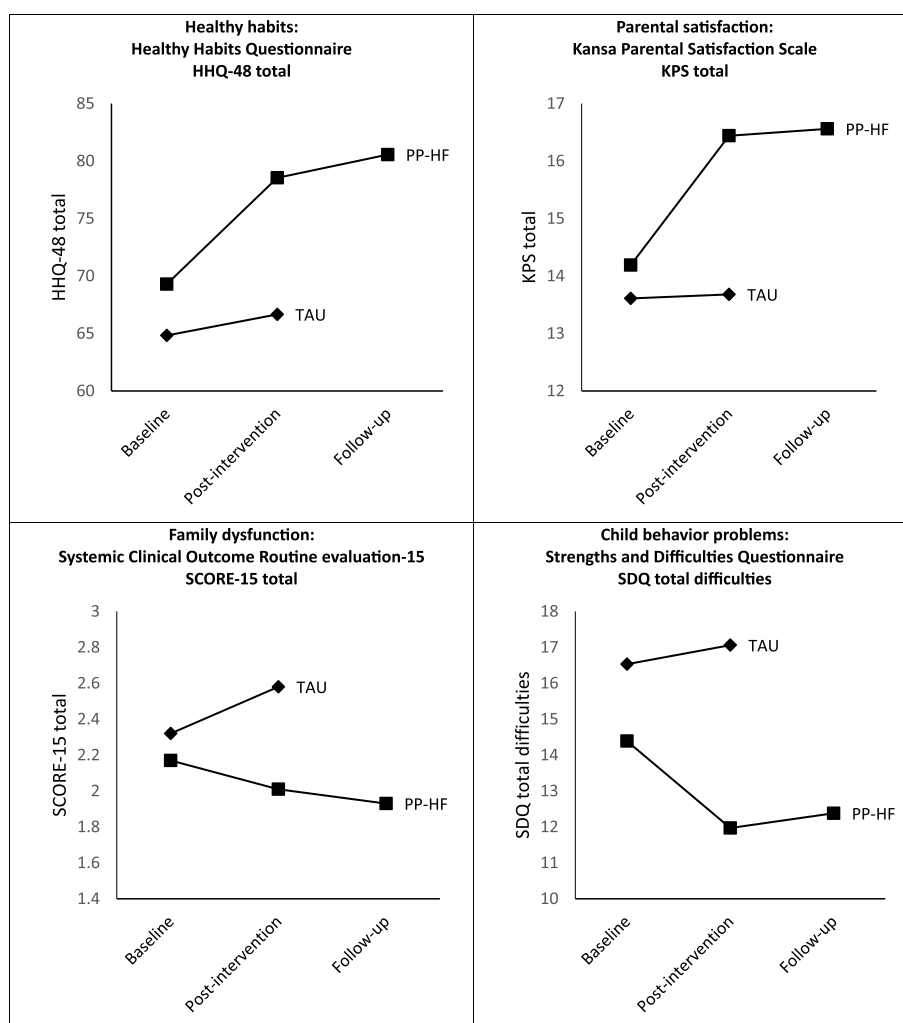 Healthy habits:
Healthy Habits Questionnaire
HHQ-48 total
85
80
75
70
65
60
HHQ-48 total
PP-HF
TAU
Baseline
Post-intervention
Follow-up
Parental satisfaction:
Kansa Parental Satisfaction Scale
KPS total
17
16
15
14
13
12
KPS total
PP-HF
TAU
Baseline
Post-intervention
Follow-up
Family dysfunction:
Systemic Clinical Outcome Routine evaluation-15
SCORE-15 total
3
2.8
2.6
2.4
2.2
2
1.8
1.6
1.4
SCORE-15 total
TAU
PP-HF
Baseline
Post-intervention
Follow-up
Child behavior problems:
Strengths and Difficulties Questionnaire
SDQ total difficulties
18
17
16
15
14
13
12
11
10
SDQ total difficulties
TAU
PP-HF
Baseline
Post-intervention
Follow-up